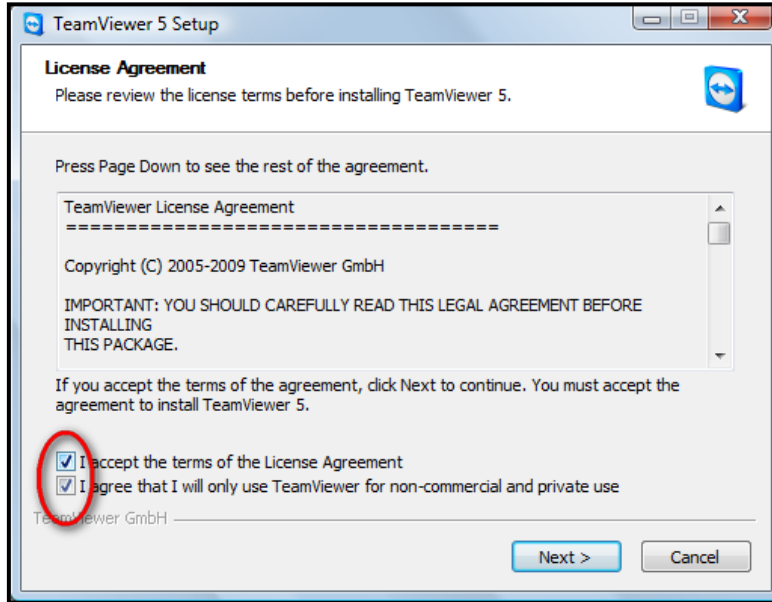 TeamViewer 5 Setup
License Agreement
Please review the license terms before installing TeamViewer 5.
Press Page Down to see the rest of the agreement.
TeamViewer License Agreement
====================================
Copyright (C) 2005-2009 TeamViewer GmbH
IMPORTANT: YOU SHOULD CAREFULLY READ THIS LEGAL AGREEMENT BEFORE
INSTALLING
THIS PACKAGE.
If you accept the terms of the agreement, click Next to continue. You must accept the
agreement to install TeamViewer 5.
I accept the terms of the License Agreement
I agree that I will only use TeamViewer for non-commercial and private use
TeamViewer GmbH
Next >
Cancel